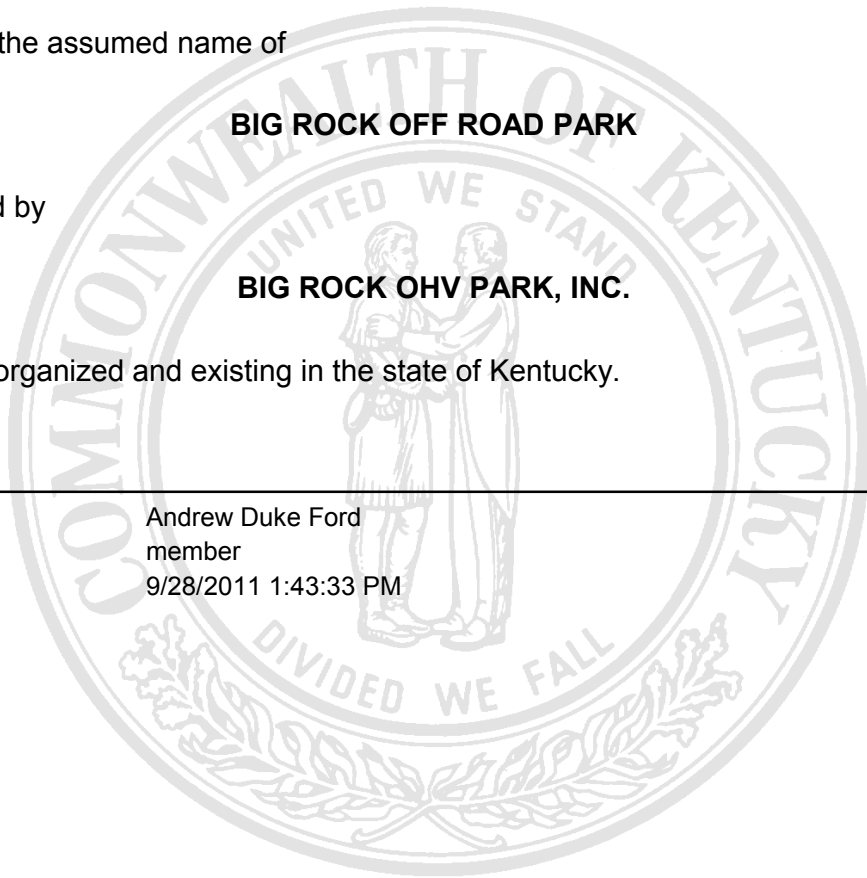 the assumed name of
BIG ROCK OFF ROAD PARK
by
BIG ROCK OHV PARK, INC.
organized and existing in the state of Kentucky.
Andrew Duke Ford
member
9/28/2011 1:43:33 PM
COMMONWEALTH OF KENTUCKY
UNITED WE STAND
DIVIDED WE FALL